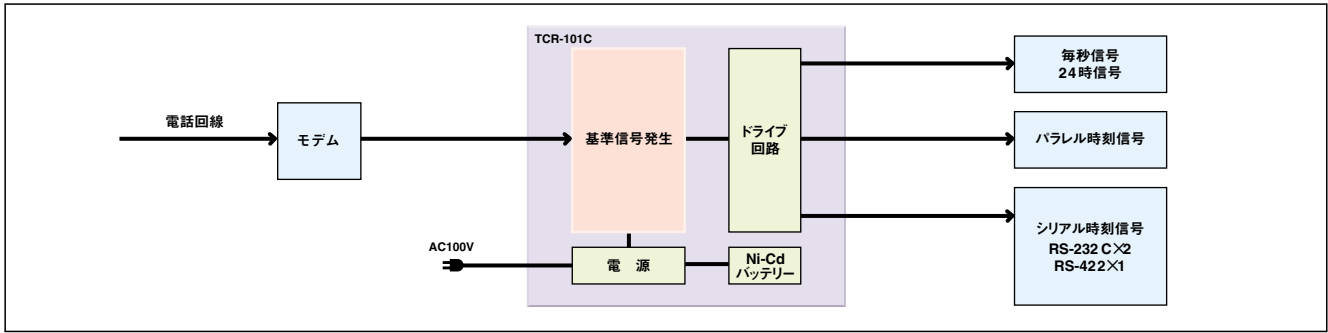 TCR-101C
電話回線
モデム
基準信号発生
ドライブ
回路
毎秒信号
24時信号
パラレル時刻信号
シリアル時刻信号
RS-232C×2
RS-422×1
AC100V
電 源
Ni-Cd
バッテリー